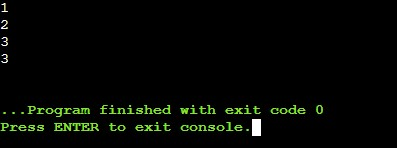 1
2
3
3
...Program finished with exit code 0
Press ENTER to exit console.